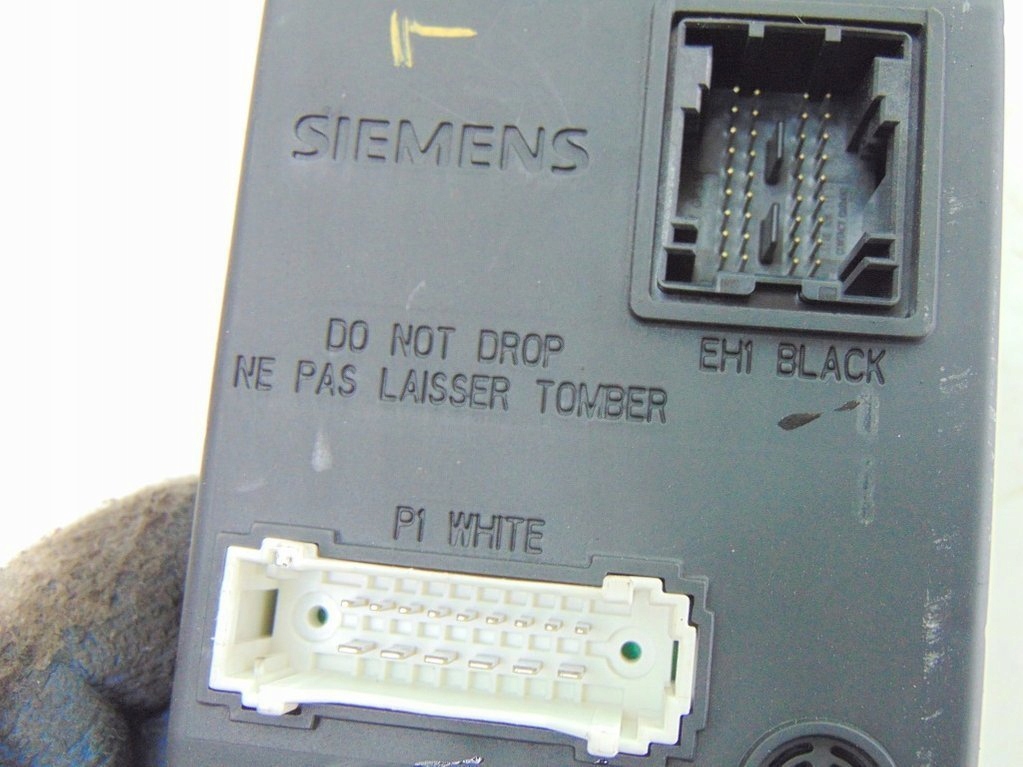 SIEMENS
EH1 BLACK
DO NOT DROP
NE PAS LAISSER TOMBER
P1 WHITE